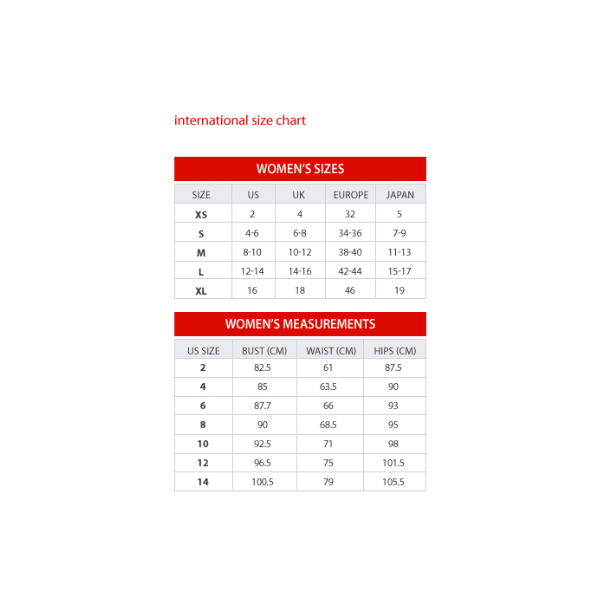 international size chart
WOMEN'S SIZES
SIZE US UK EUROPE JAPAN
XS 2 4 32 5
S 4-6 6-8 34-36 7-9
M 8-10 10-12 38-40 11-13
L 12-14 14-16 42-44 15-17
XL 16 18 46 19
WOMEN'S MEASUREMENTS
US SIZE BUST (CM) WAIST (CM) HIPS (CM)
2 82.5 61 87.5
4 85 63.5 90
6 87.7 66 93
8 90 68.5 95
10 92.5 71 98
12 96.5 75 101.5
14 100.5 79 105.5